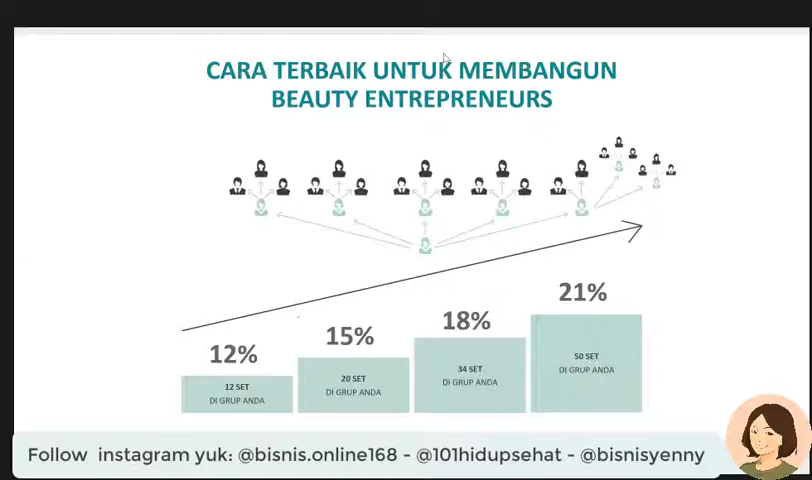 CARA TERBAIK UNTUK MEMBANGUN
BEAUTY ENTREPRENEURS
12%
15%
18%
21%
12 SET
DI GRUP ANDA
20 SET
DI GRUP ANDA
34 SET
DI GRUP ANDA
50 SET
DI GRUP ANDA
Follow instagram yuk: @bisnis.online168 - @101hidupsehat - @bisnisyenny